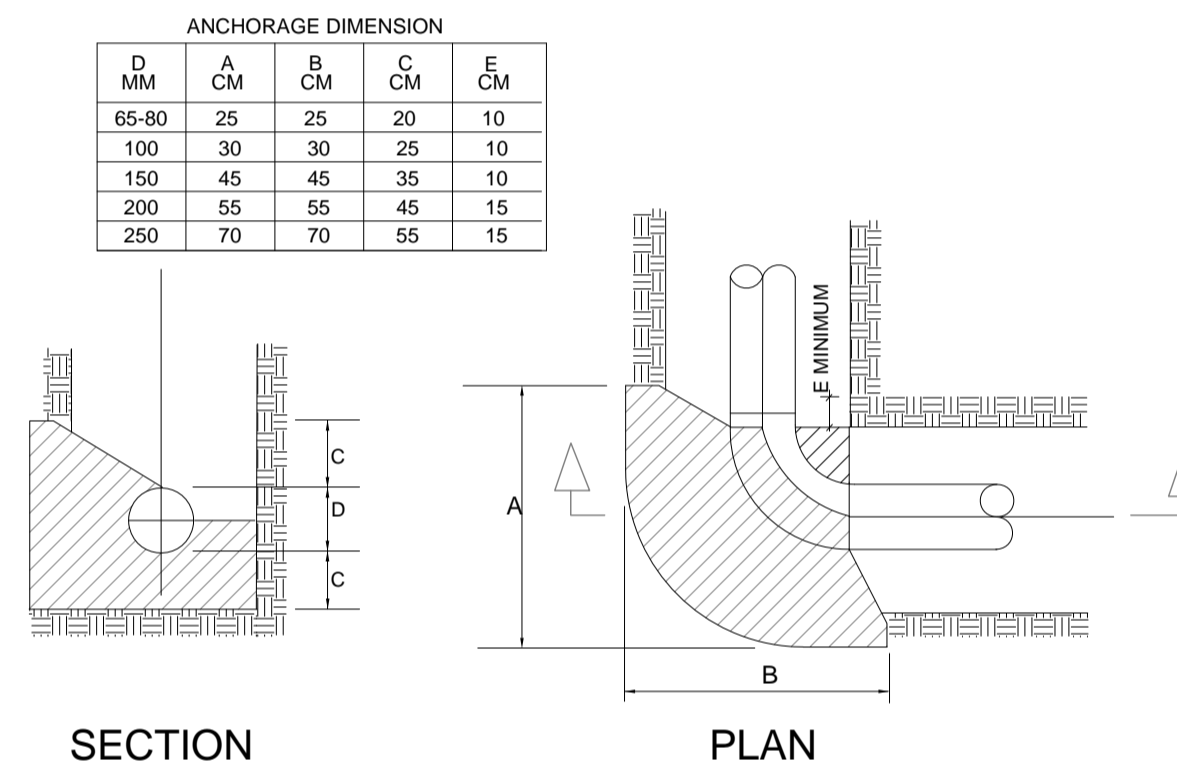 ANCHORAGE DIMENSION
D A B C E
MM CM CM CM CM
65-80 25 25 20 10
100 30 30 25 10
150 45 45 35 10
200 55 55 45 15
250 70 70 55 15
E MINIMUM
C
D
C
A
B
SECTION
PLAN